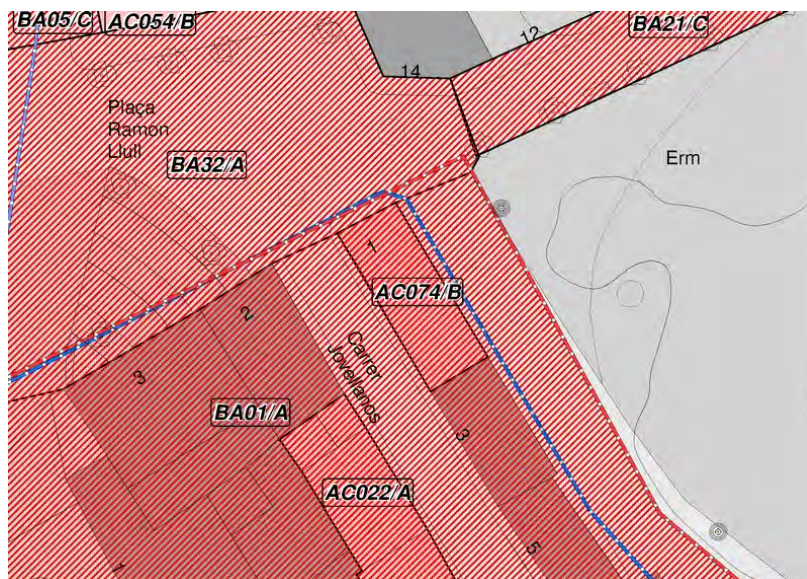 BA05/C
AC054/B
BA21/C
12
14
Plaça
Ramon
Llull
BA32/A
Erm
1
AC074/B
2
Carrer
Jovellanos
3
BA01/A
3
AC022/A
5
1